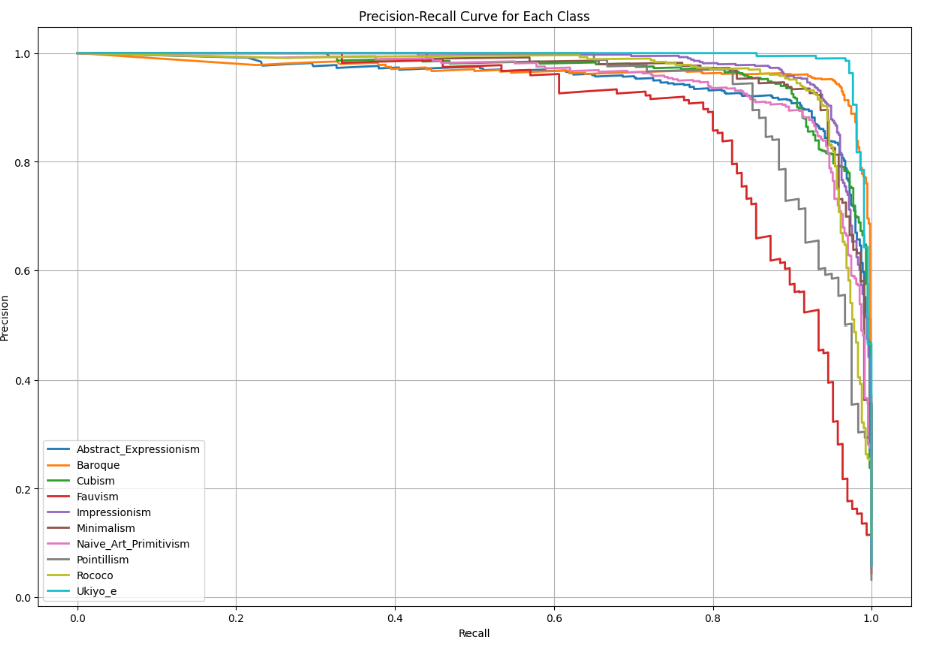 Precision-Recall Curve for Each Class
Precision
1.0
0.8
0.6
0.4
0.2
0.0
Abstract_Expressionism
Baroque
Cubism
Fauvism
Impressionism
Minimalism
Naive_Art_Primitivism
Pointillism
Rococo
Ukiyo_e
0.0 0.2 0.4 0.6 0.8 1.0
Recall